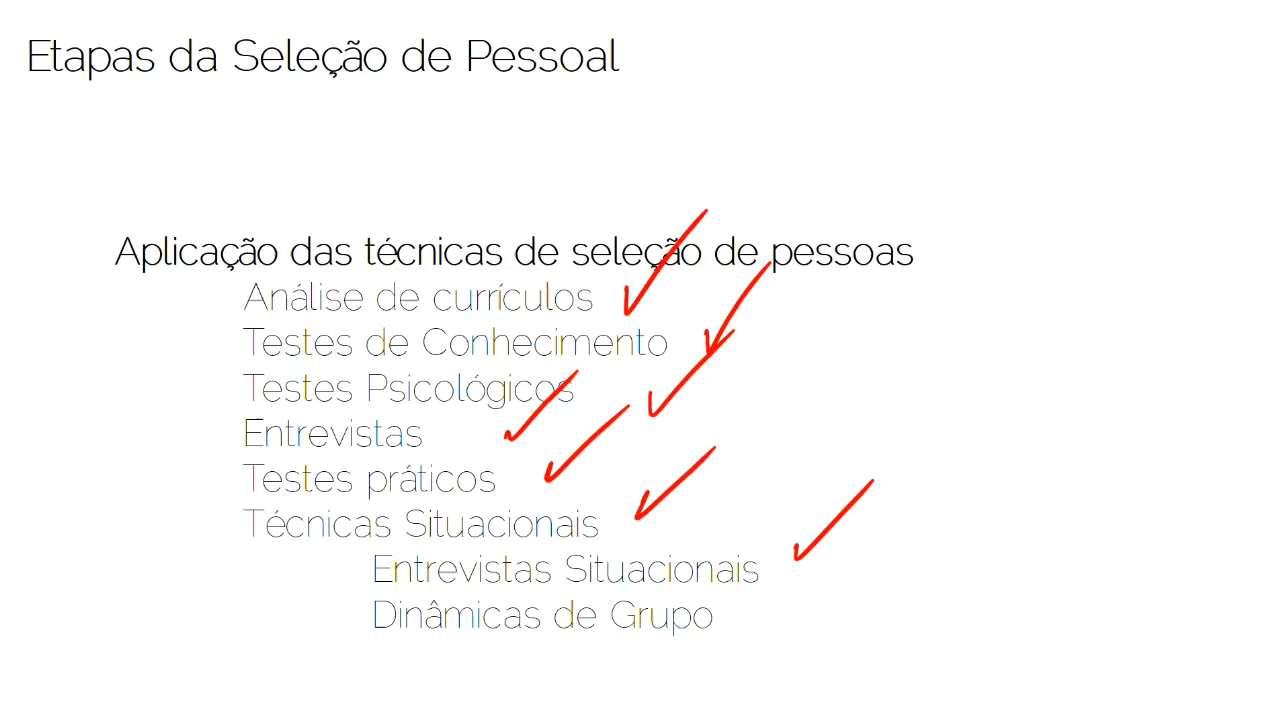 Etapas da Seleção de Pessoal
Aplicação das técnicas de seleção de pessoas
Análise de currículos
Testes de Conhecimento
Testes Psicológicos
Entrevistas
Testes práticos
Técnicas Situacionais
Entrevistas Situacionais
Dinâmicas de Grupo